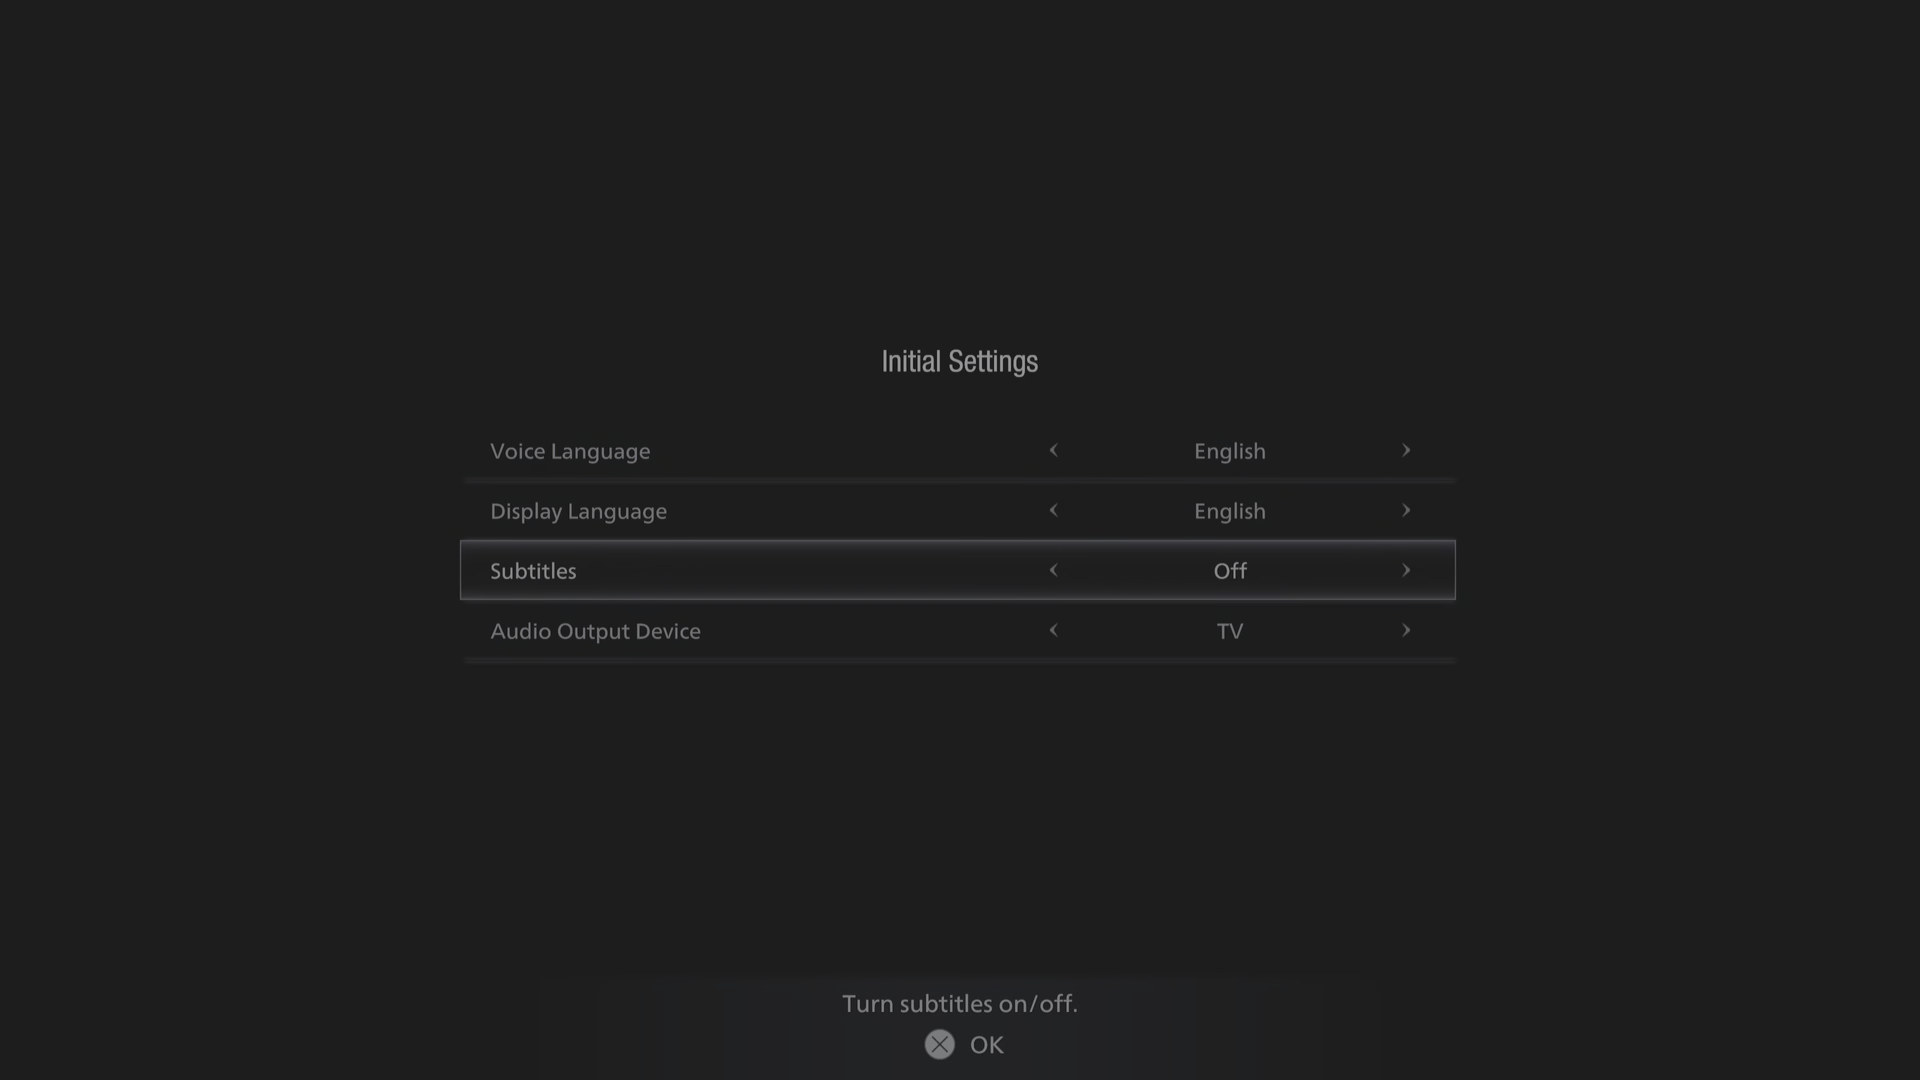 Initial Settings
Voice Language English
Display Language English
Subtitles Off
Audio Output Device TV
Turn subtitles on/off.
OK